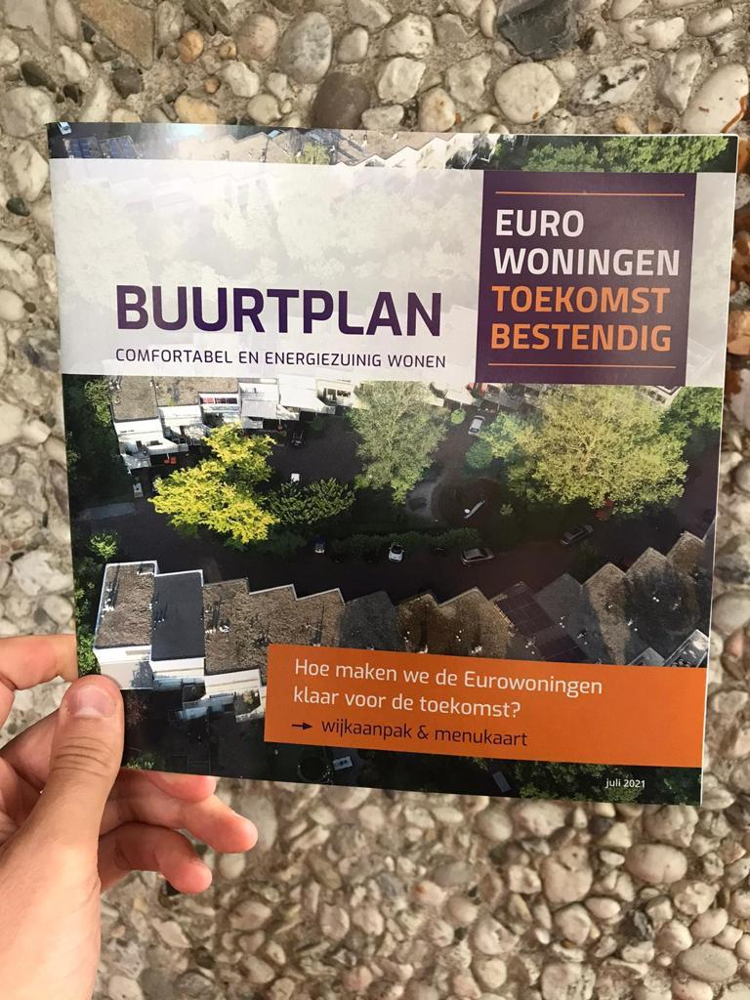 BUURTPLAN
COMFORTABEL EN ENERGIEZUINIG WONEN
EURO
WONINGEN
TOEKOMST
BESTENDIG
Hoe maken we de Eurowoningen
klaar voor de toekomst?
→ wijkaanpak & menukaart
juli 2021